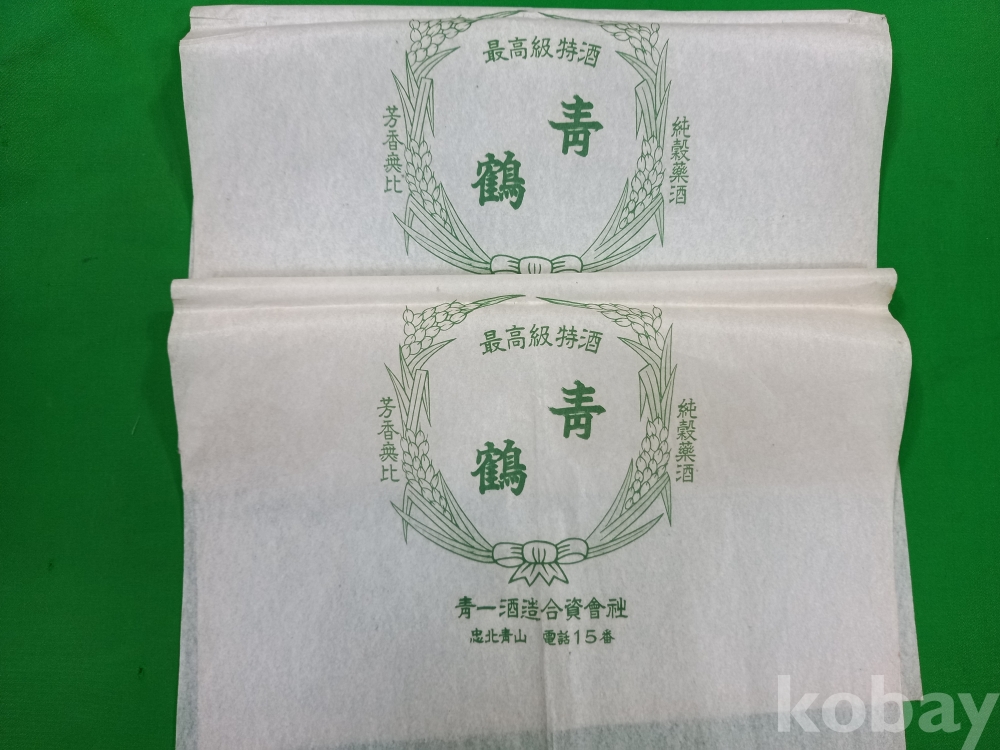 最高級特酒
青鶴
芳香無比
純穀藥酒
最高級特酒
青鶴
芳香無比
純穀藥酒
青一酒造合資會社
忠北青山 電話15番
kobay